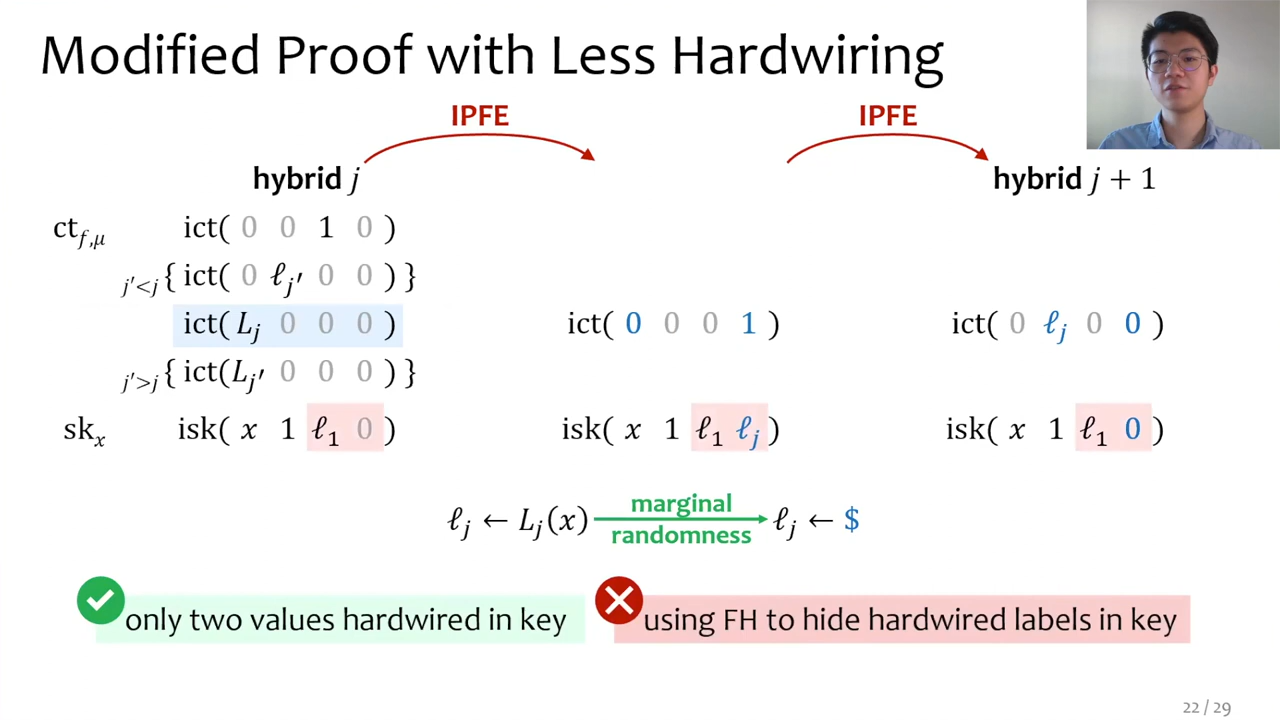 Modified Proof with Less Hardwiring
IPFE IPFE
hybrid j hybrid j + 1
ct_{f,μ} ict( 0 0 1 0 )
j′<j { ict( 0 ℓ_{j′} 0 0 ) }
ict( L_j 0 0 0 ) ict( 0 0 0 1 ) ict( 0 ℓ_j 0 0 )
j′>j { ict( L_{j′} 0 0 0 ) }
sk_x isk( x 1 ℓ_1 0 ) isk( x 1 ℓ_1 ℓ_j ) isk( x 1 ℓ_1 0 )
marginal
ℓ_j ← L_j(x) ℓ_j ← $
randomness
only two values hardwired in key using FH to hide hardwired labels in key
22 / 29